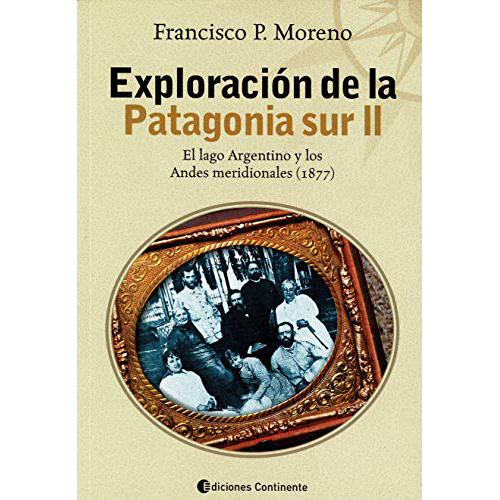 Francisco P. Moreno
Exploración de la
Patagonia sur II
El lago Argentino y los
Andes meridionales (1877)
Ediciones Continente